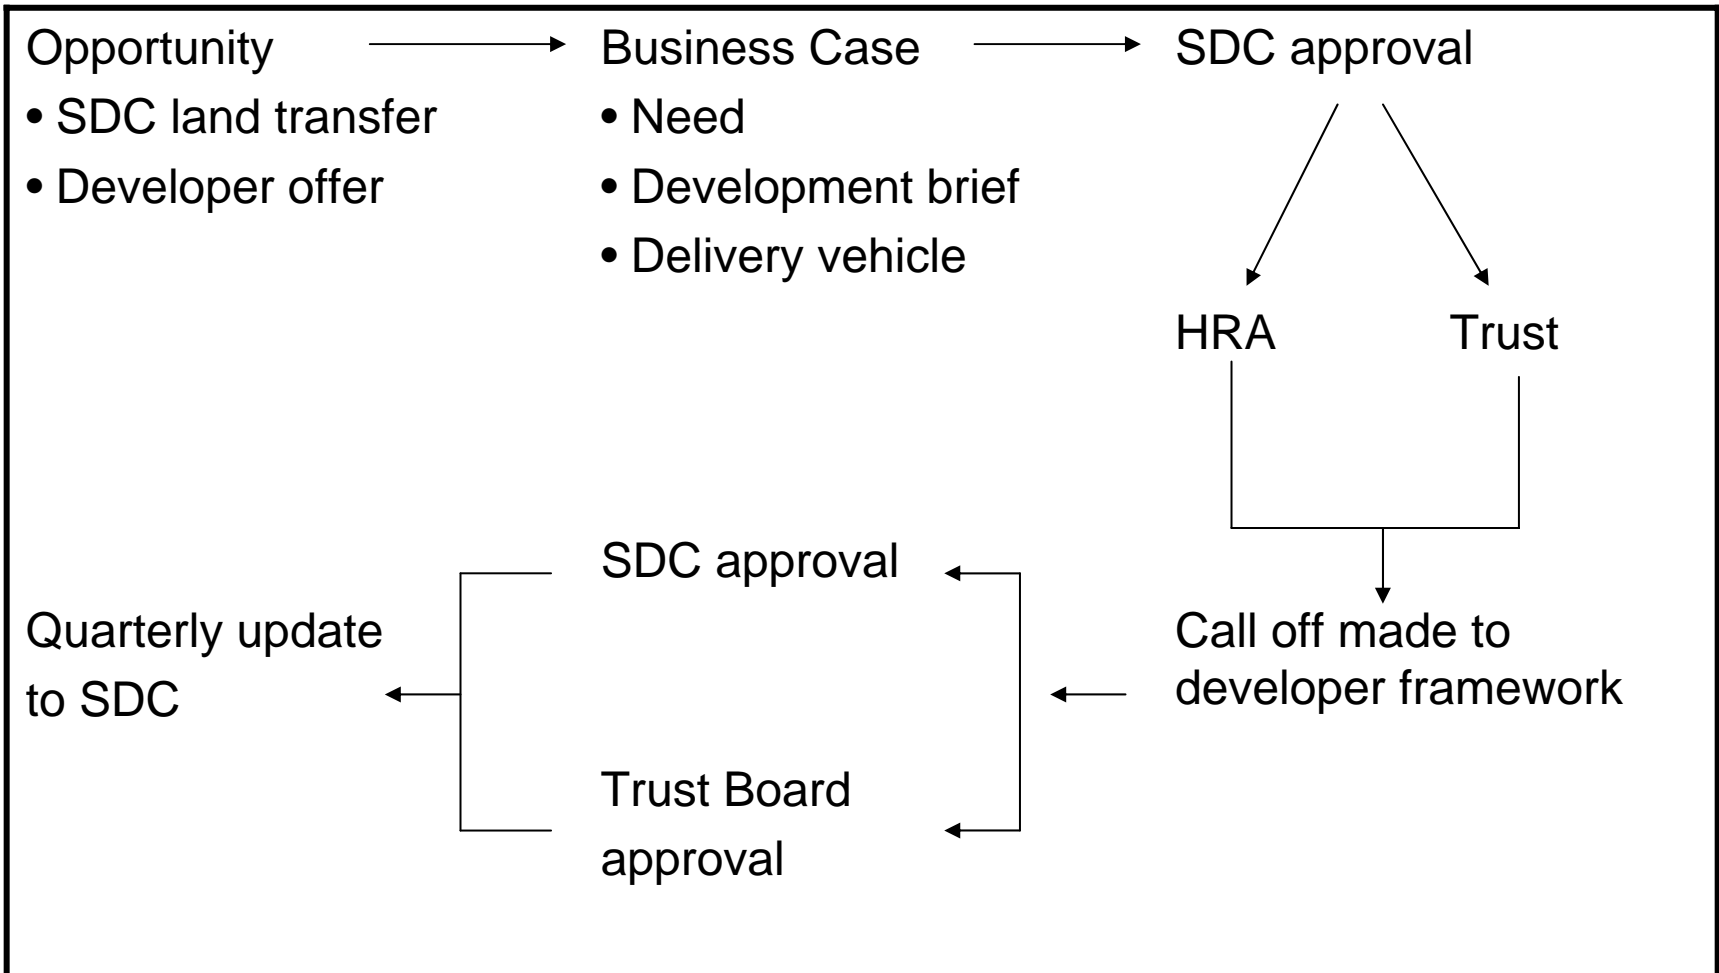 Opportunity
• SDC land transfer
• Developer offer
Business Case
• Need
• Development brief
• Delivery vehicle
SDC approval
HRA
Trust
Call off made to
developer framework
SDC approval
Trust Board
approval
Quarterly update
to SDC